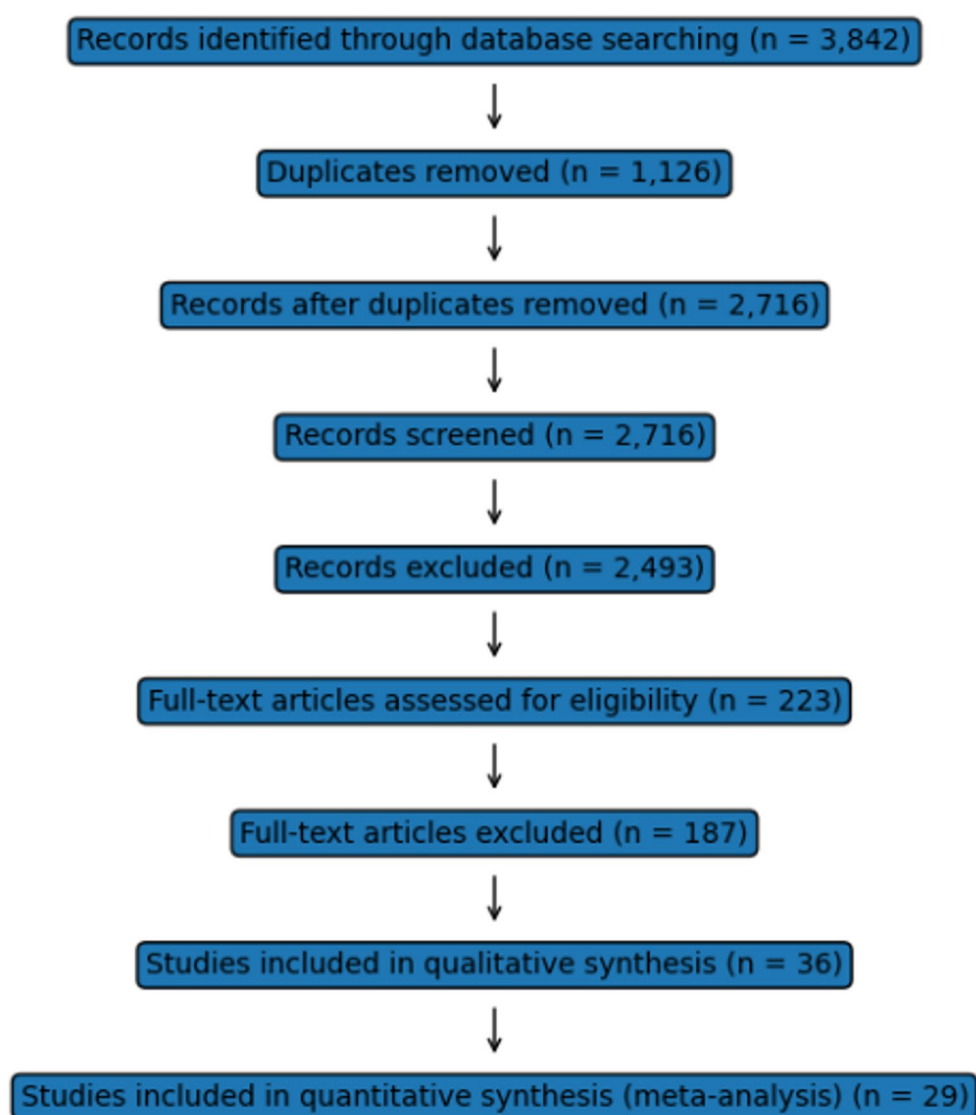 Records identified through database searching (n = 3,842)
Duplicates removed (n = 1,126)
Records after duplicates removed (n = 2,716)
Records screened (n = 2,716)
Records excluded (n = 2,493)
Full-text articles assessed for eligibility (n = 223)
Full-text articles excluded (n = 187)
Studies included in qualitative synthesis (n = 36)
Studies included in quantitative synthesis (meta-analysis) (n = 29)